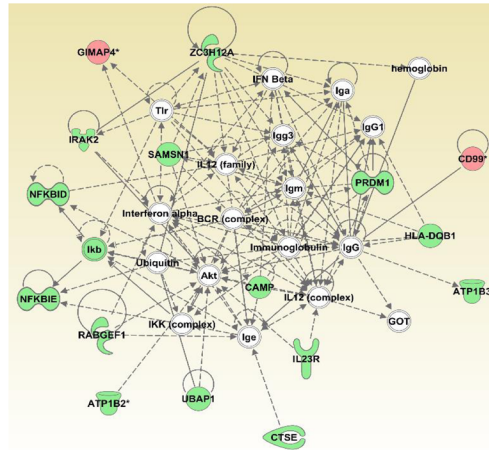 GIMAP4*
ZC3H12A
hemoglobin
IFN Beta
Iga
Tlr
IgG1
Igg3
IRAK2
SAMSN1
IL12 (family)
CD99*
Igm
PRDM1
NFKBID
Interferon alpha
BCR (complex)
HLA-DQB1
Ikb
Immunoglobulin
IgG
Ubiquitin
Akt
CAMP
ATP1B3
NFKBIE
IL12 (complex)
IKK (complex)
GOT
RABGEF1
Ige
IL23R
ATP1B2*
UBAP1
CTSE